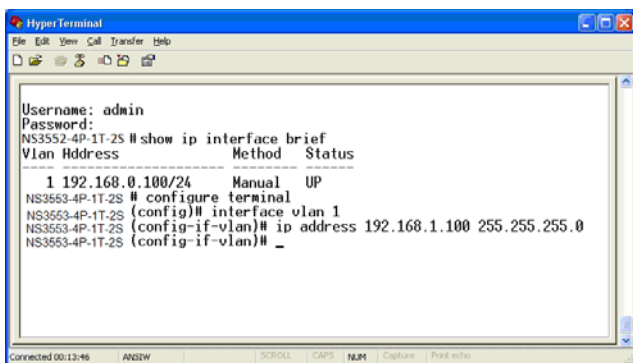 HyperTerminal
File Edit View Call Transfer Help
Username: admin
Password:
NS3552-4P-1T-2S # show ip interface brief
Vlan Address Method Status
---- -------------------- -------- ------
1 192.168.0.100/24 Manual UP
NS3553-4P-1T-2S # configure terminal
NS3553-4P-1T-2S (config)# interface vlan 1
NS3553-4P-1T-2S (config-if-vlan)# ip address 192.168.1.100 255.255.255.0
NS3553-4P-1T-2S (config-if-vlan)# _
Connected 00:13:46 ANSIW SCROLL CAPS NUM Capture Print echo